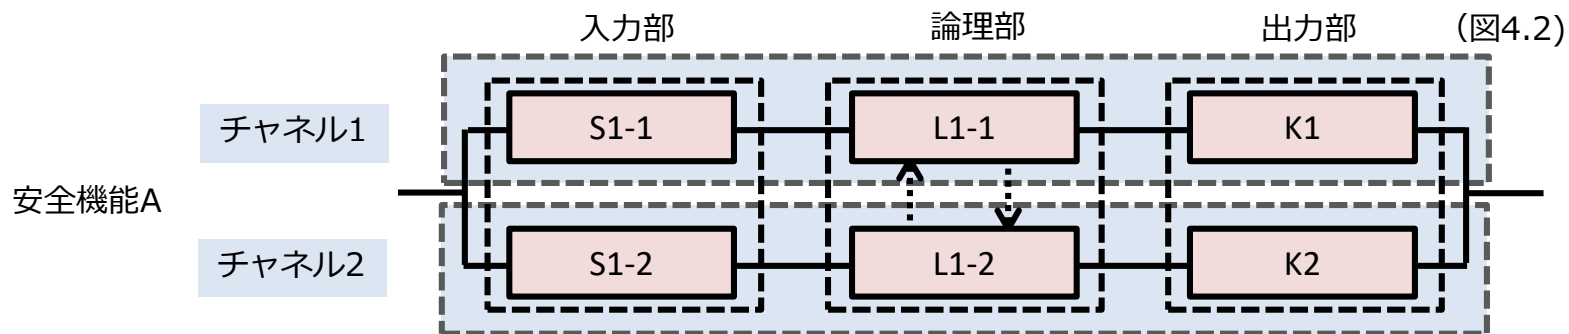 入力部 論理部 出力部 (図4.2)
チャネル1 S1-1 L1-1 K1
安全機能A
チャネル2 S1-2 L1-2 K2